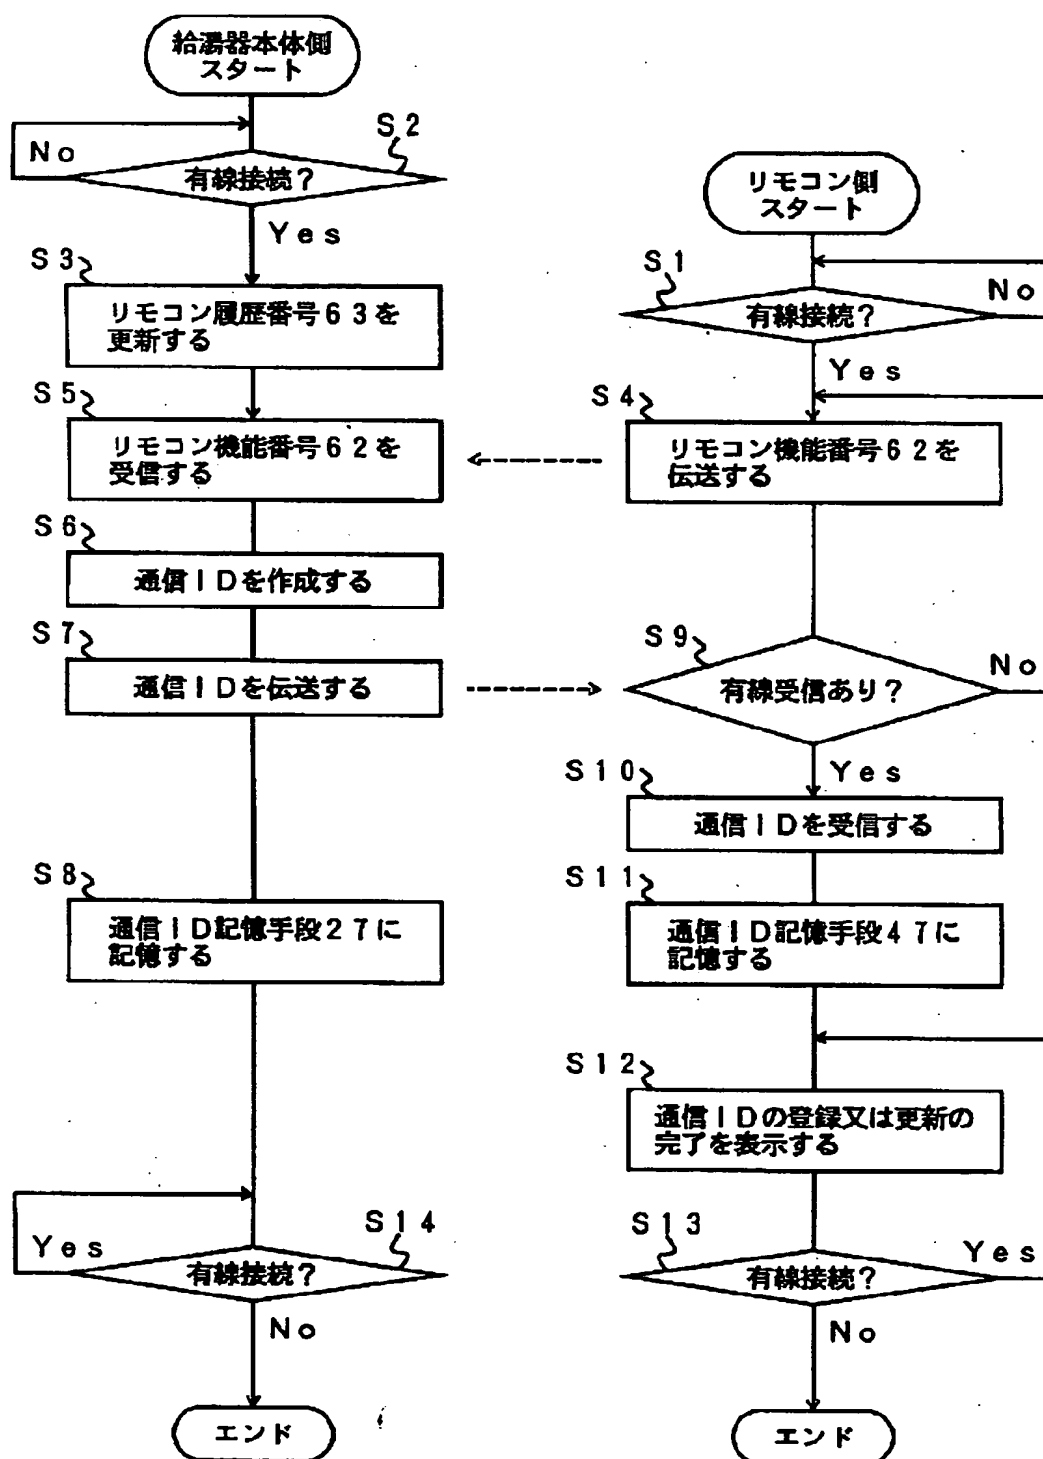 給湯器本体側
スタート
S2
No
有線接続?
Yes
S3
リモコン履歴番号63を
更新する
S5
リモコン機能番号62を
受信する
S6
通信IDを作成する
S7
通信IDを伝送する
S8
通信ID記憶手段27に
記憶する
S14
Yes
有線接続?
No
エンド
リモコン側
スタート
S1
No
有線接続?
Yes
S4
リモコン機能番号62を
伝送する
S9
No
有線受信あり?
Yes
S10
通信IDを受信する
S11
通信ID記憶手段47に
記憶する
S12
通信IDの登録又は更新の
完了を表示する
S13
Yes
有線接続?
No
エンド